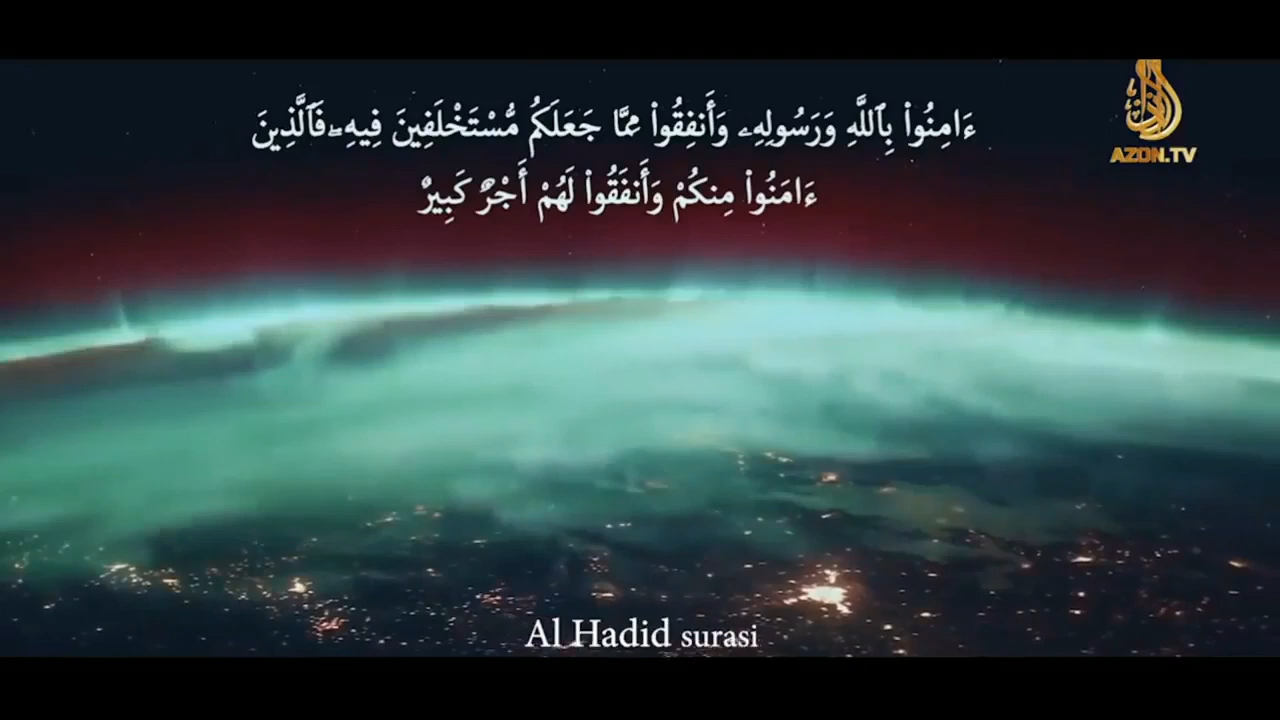 ءَامِنُوا۟ بِٱللَّهِ وَرَسُولِهِۦ وَأَنفِقُوا۟ مِمَّا جَعَلَكُم مُّسْتَخْلَفِينَ فِيهِ ۖ فَٱلَّذِينَ
ءَامَنُوا۟ مِنكُمْ وَأَنفَقُوا۟ لَهُمْ أَجْرٌ كَبِيرٌ
AZON.TV
Al Hadid surasi